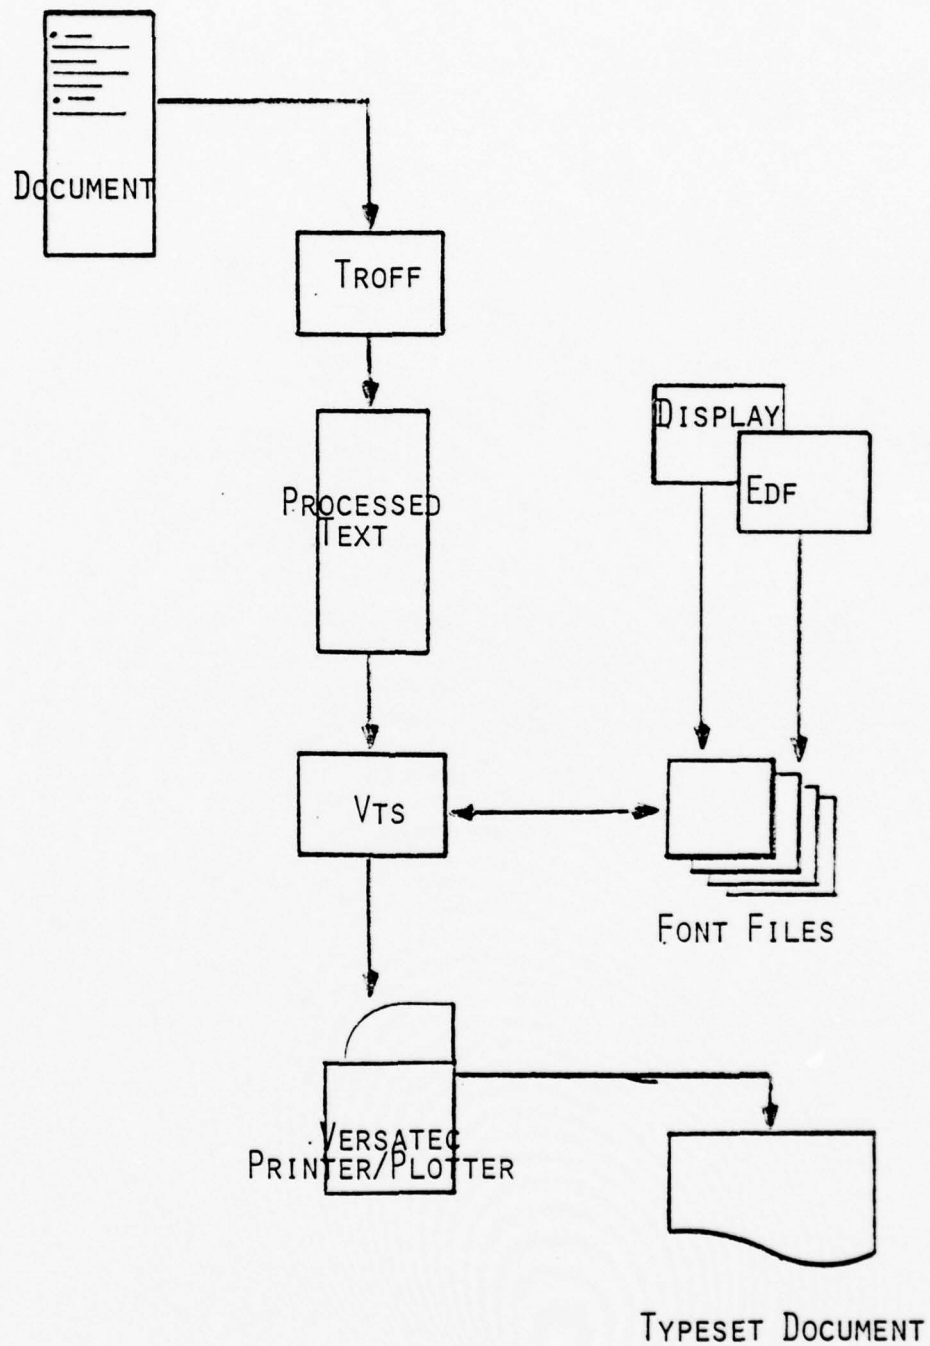 DOCUMENT
TROFF
PROCESSED
TEXT
DISPLAY
EDF
VTS
FONT FILES
VERSATEC
PRINTER/PLOTTER
TYPESET DOCUMENT